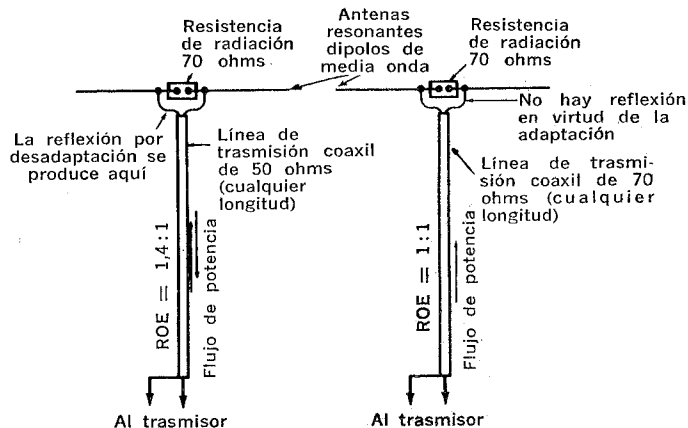 Resistencia
de radiación
70 ohms
Antenas
resonantes
dipolos de
media onda
Resistencia
de radiación
70 ohms
La reflexión por
desadaptación se
produce aquí
Línea de
trasmisión coaxil
de 50 ohms
(cualquier
longitud)
No hay reflexión
en virtud de la
adaptación
Línea de trasmi-
sión coaxil de 70
ohms (cualquier
longitud)
ROE = 1,4:1
Flujo de potencia
ROE = 1:1
Flujo de potencia
Al trasmisor
Al trasmisor